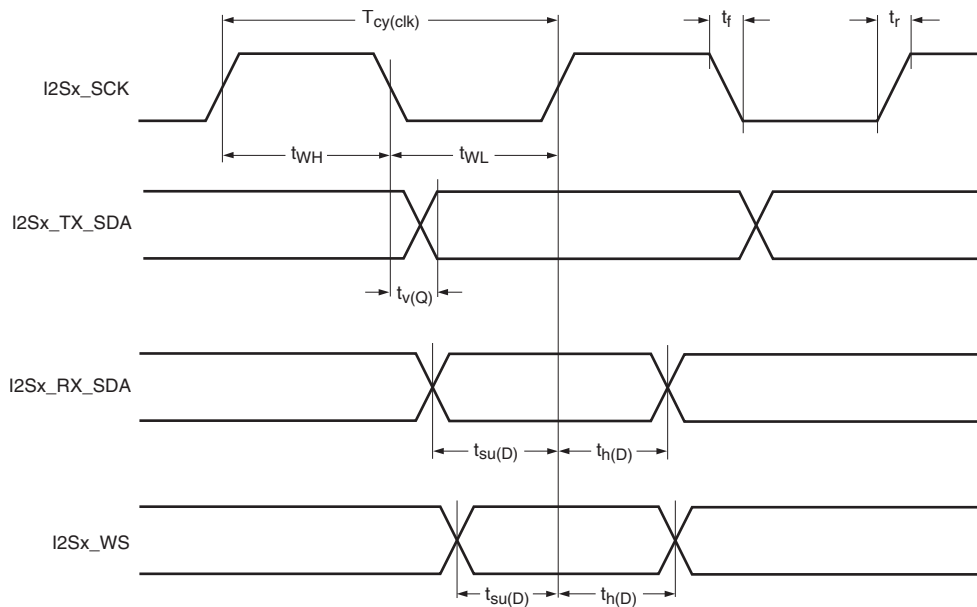 Tcy(clk)
tf
tr
I2Sx_SCK
tWH
tWL
I2Sx_TX_SDA
tv(Q)
I2Sx_RX_SDA
tsu(D)
th(D)
I2Sx_WS
tsu(D)
th(D)